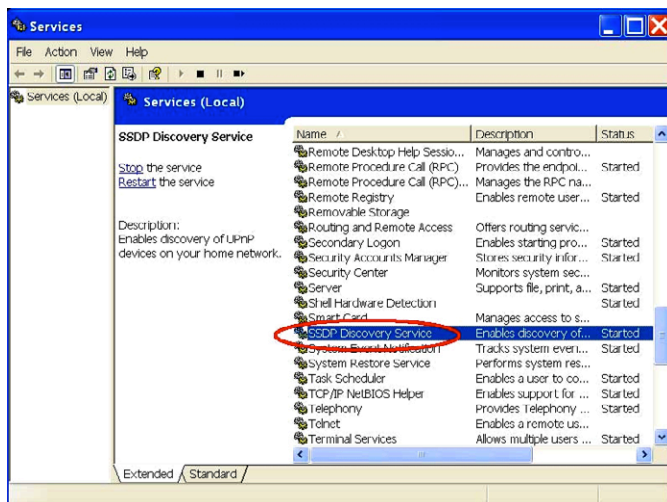 Services
File Action View Help
Services (Local)
Services (Local)
SSDP Discovery Service
Stop the service
Restart the service
Description:
Enables discovery of UPnP
devices on your home network.
Name Description Status
Remote Desktop Help Sessio... Manages and contro...
Remote Procedure Call (RPC) Provides the endpoi... Started
Remote Procedure Call (RPC)... Manages the RPC na...
Remote Registry Enables remote user... Started
Removable Storage
Routing and Remote Access Offers routing servic...
Secondary Logon Enables starting pro... Started
Security Accounts Manager Stores security infor... Started
Security Center Monitors system sec...
Server Supports file, print, a... Started
Shell Hardware Detection Started
Smart Card Manages access to s...
SSDP Discovery Service Enables discovery of... Started
System Event Notification Tracks system even... Started
System Restore Service Performs system res...
Task Scheduler Enables a user to co... Started
TCP/IP NetBIOS Helper Enables support for ... Started
Telephony Provides Telephony ... Started
Telnet Enables a remote us...
Terminal Services Allows multiple users ... Started
Extended Standard